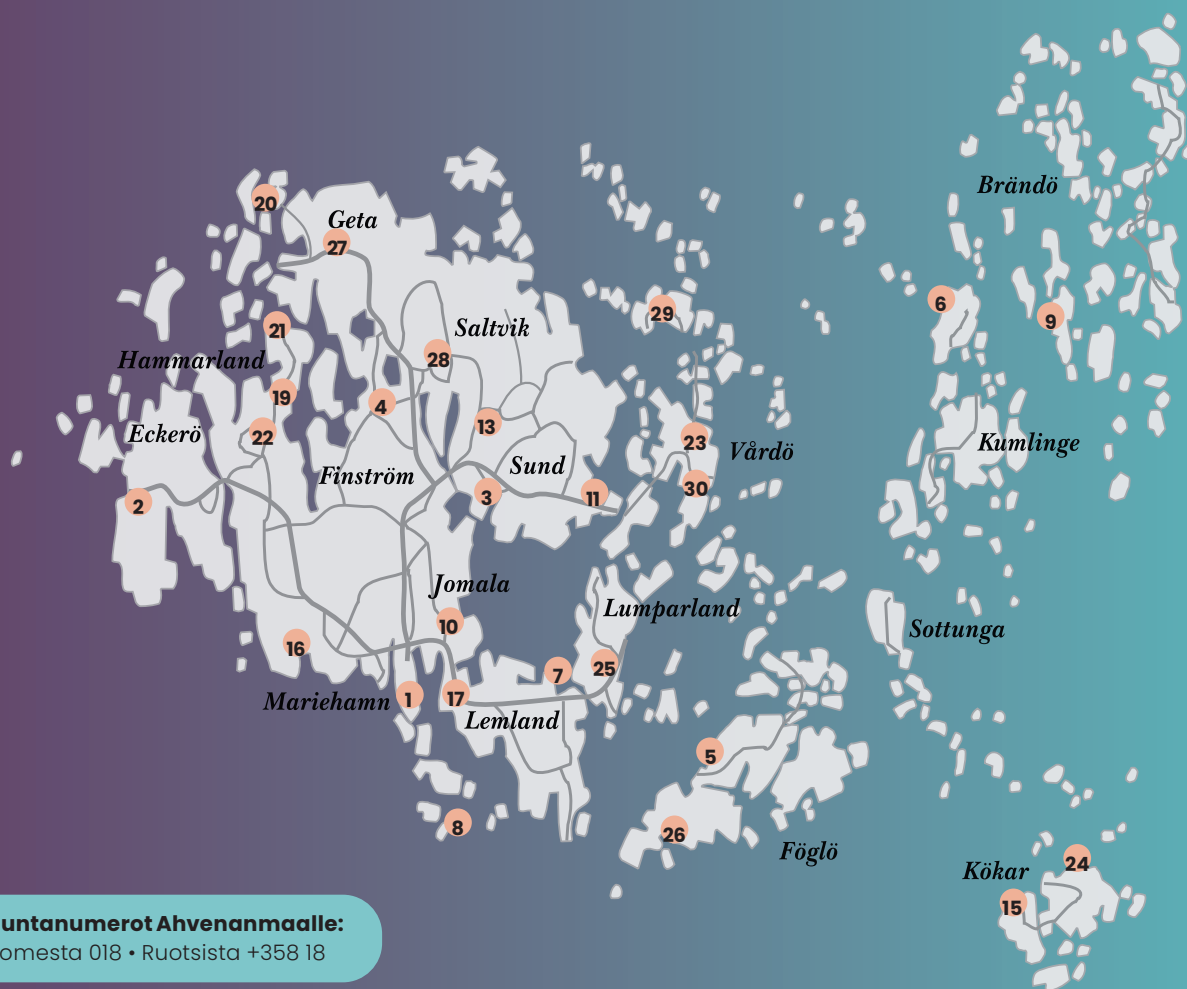 Brändö
20
Geta
27
6
29
9
21
Saltvik
Hammarland
28
19
4
13
Eckerö
22
23
Vårdö
Kumlinge
Sund
Finström
30
3
11
2
Jomala
Lumparland
10
Sottunga
16
25
7
Mariehamn
1
17
Lemland
5
8
26
Föglö
24
Kökar
15
untanumerot Ahvenanmaalle:
omesta 018 • Ruotsista +358 18